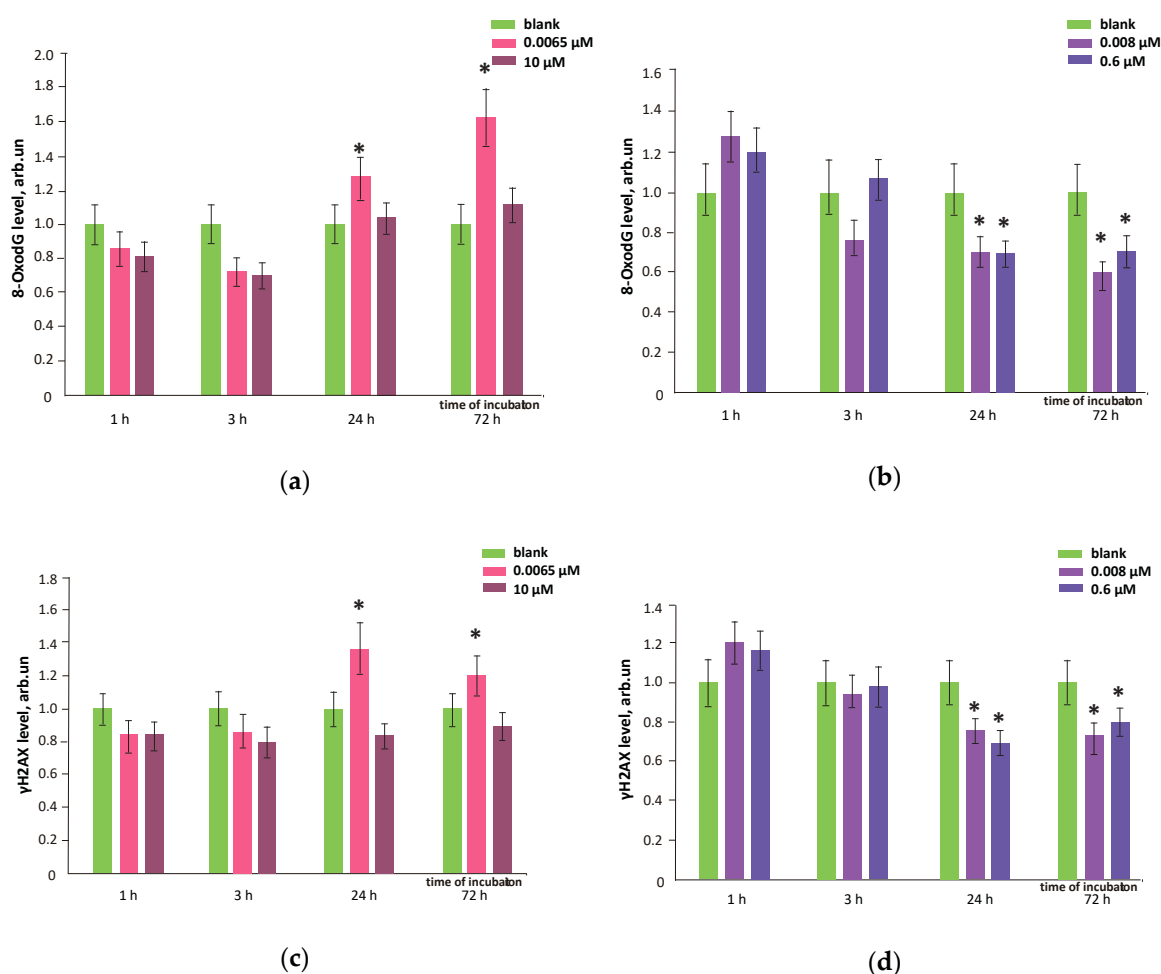 blank
0.0065 μM
10 μM
2.0
1.8
1.6
1.4
1.2
1.0
0.8
0.6
0.4
0.2
0
8-OxodG level, arb.un
*
*
1 h
3 h
24 h
time of incubaton
72 h
(a)
blank
0.008 μM
0.6 μM
1.6
1.4
1.2
1.0
0.8
0.6
0.4
0.2
0
8-OxodG level, arb.un
* *
* *
1 h
3 h
24 h
time of incubaton
72 h
(b)
blank
0.0065 μM
10 μM
1.8
1.6
1.4
1.2
1.0
0.8
0.6
0.4
0.2
0
γH2AX level, arb.un
*
*
1 h
3 h
24 h
time of incubaton
72 h
(c)
blank
0.008 μM
0.6 μM
1.4
1.2
1.0
0.8
0.6
0.4
0.2
0
γH2AX level, arb.un
* *
* *
1 h
3 h
24 h
time of incubaton
72 h
(d)